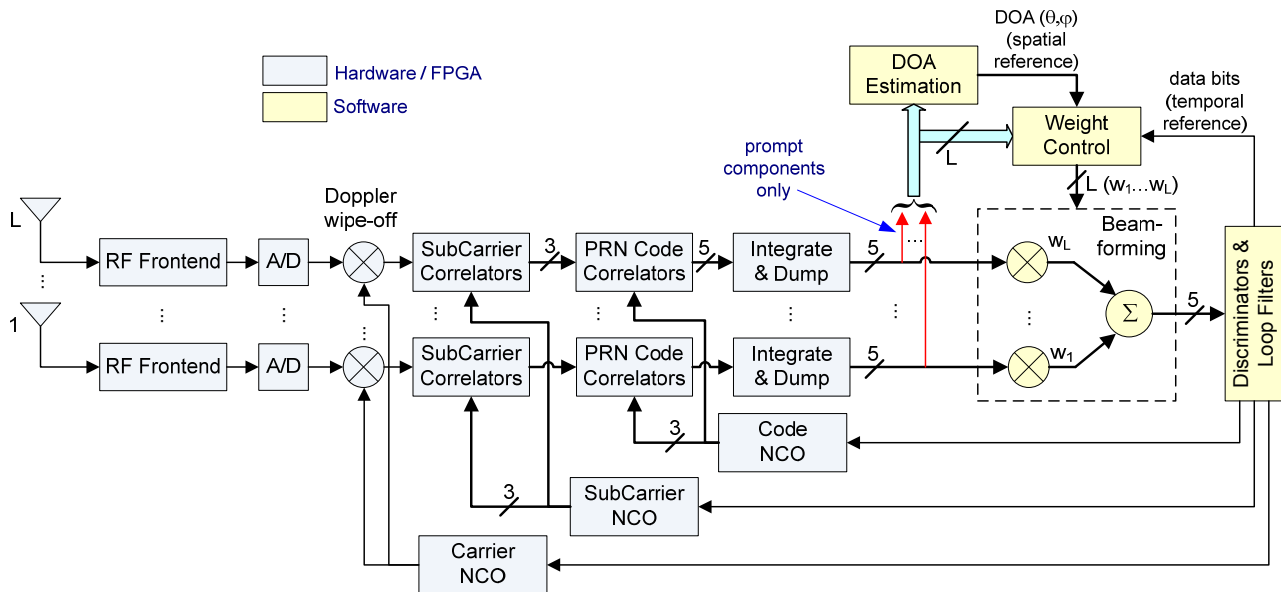 Hardware / FPGA
Software
DOA (θ,φ)
(spatial
reference)
DOA
Estimation
data bits
(temporal
reference)
Weight
Control
L
prompt
components
only
L (w₁...wL)
Doppler
wipe-off
Beam-
forming
L
RF Frontend
A/D
SubCarrier
Correlators
3
PRN Code
Correlators
5
Integrate
& Dump
5
...
wL
...
...
...
...
...
...
...
1
RF Frontend
A/D
SubCarrier
Correlators
PRN Code
Correlators
Integrate
& Dump
5
w₁
Σ
5
Discriminators &
Loop Filters
3
Code
NCO
3
SubCarrier
NCO
Carrier
NCO